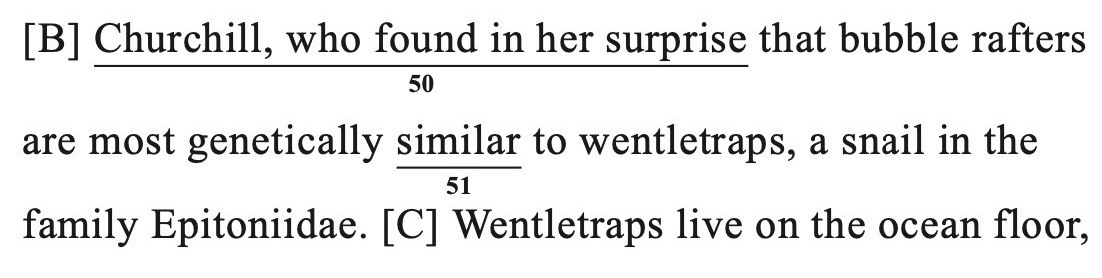 [B] Churchill, who found in her surprise that bubble rafters
50
are most genetically similar to wentletraps, a snail in the
51
family Epitoniidae. [C] Wentletraps live on the ocean floor,